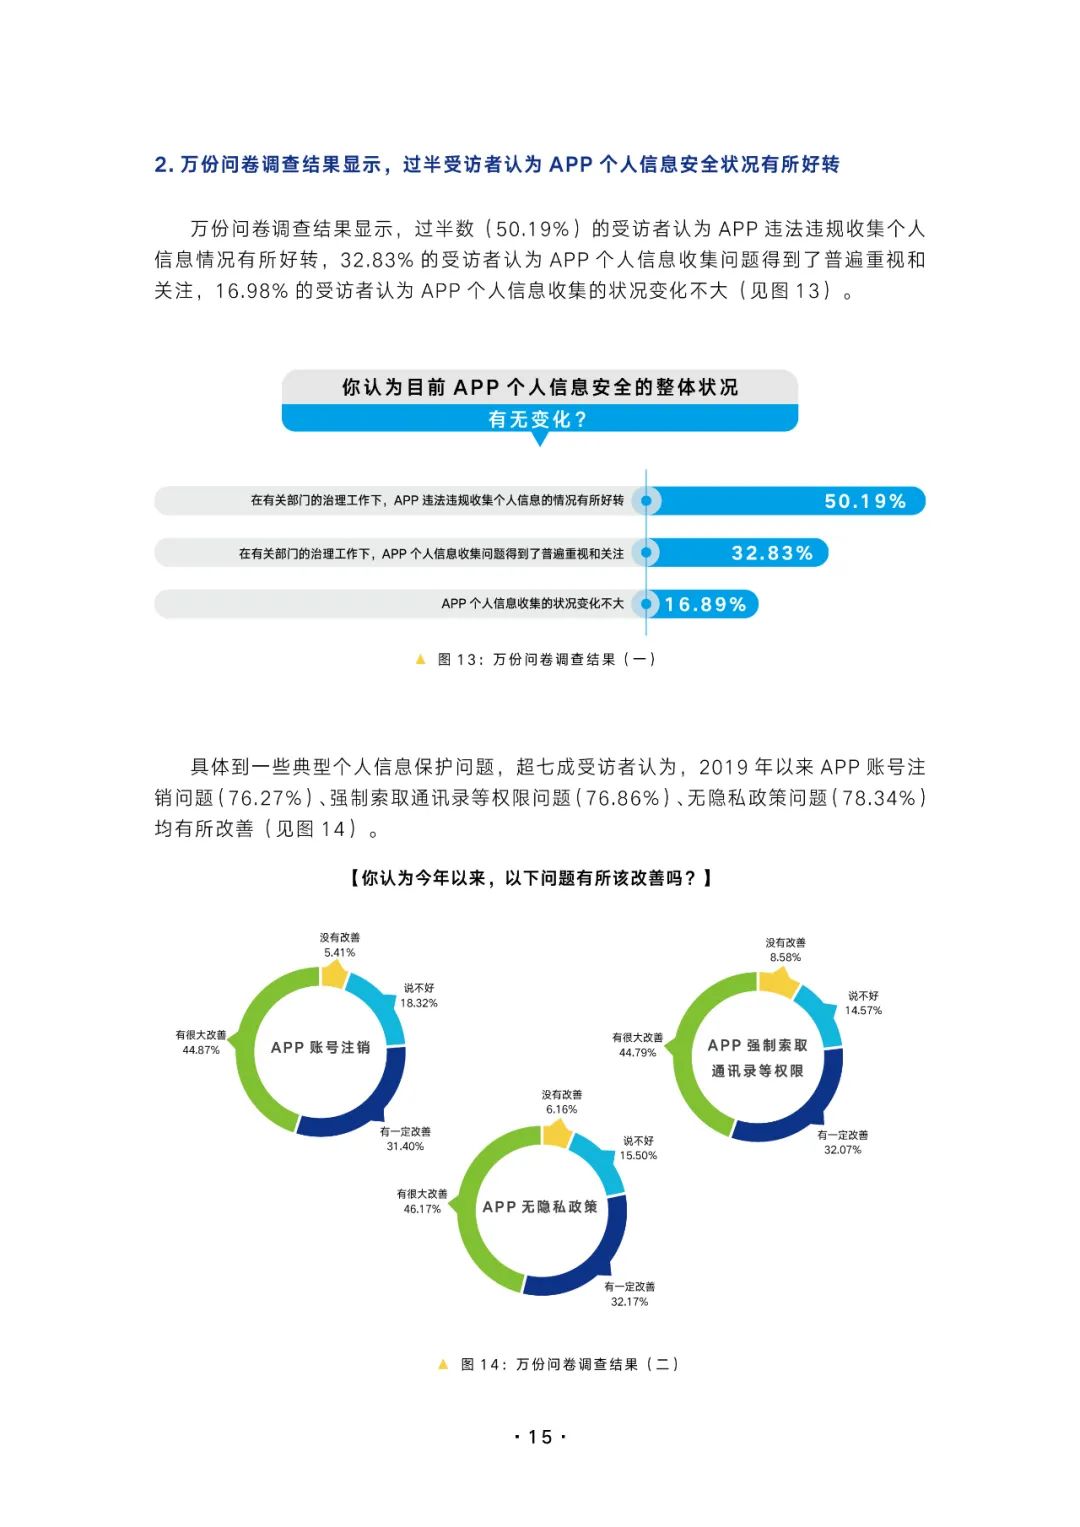 2. 万份问卷调查结果显示，过半受访者认为 APP 个人信息安全状况有所好转
万份问卷调查结果显示，过半数（50.19%）的受访者认为 APP 违法违规收集个人
信息情况有所好转，32.83% 的受访者认为 APP 个人信息收集问题得到了普遍重视和
关注，16.98% 的受访者认为 APP 个人信息收集的状况变化不大（见图 13）。
你认为目前 APP 个人信息安全的整体状况
有无变化？
在有关部门的治理工作下，APP 违法违规收集个人信息的情况有所好转 50.19%
在有关部门的治理工作下，APP 个人信息收集问题得到了普遍重视和关注 32.83%
APP 个人信息收集的状况变化不大 16.89%
▲ 图 13：万份问卷调查结果（一）
具体到一些典型个人信息保护问题，超七成受访者认为，2019 年以来 APP 账号注
销问题（76.27%）、强制索取通讯录等权限问题（76.86%）、无隐私政策问题（78.34%）
均有所改善（见图 14）。
【你认为今年以来，以下问题有所该改善吗？】
没有改善
5.41%
说不好
18.32%
有很大改善
44.87%
APP 账号注销
有一定改善
31.40%
没有改善
8.58%
说不好
14.57%
有很大改善
44.79%
APP 强制索取
通讯录等权限
有一定改善
32.07%
没有改善
6.16%
说不好
15.50%
有很大改善
46.17%
APP 无隐私政策
有一定改善
32.17%
▲ 图 14：万份问卷调查结果（二）
· 15 ·